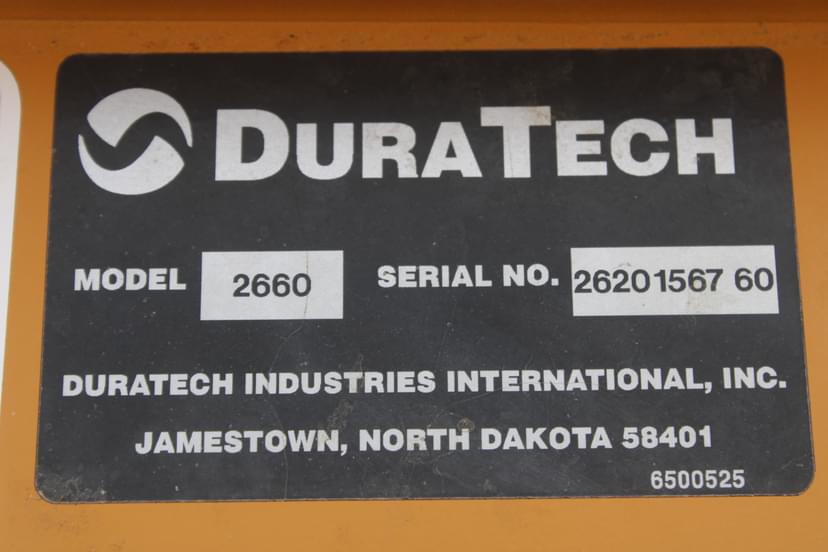 DURATECH
MODEL 2660 SERIAL NO. 26201567 60
DURATECH INDUSTRIES INTERNATIONAL, INC.
JAMESTOWN, NORTH DAKOTA 58401
6500525